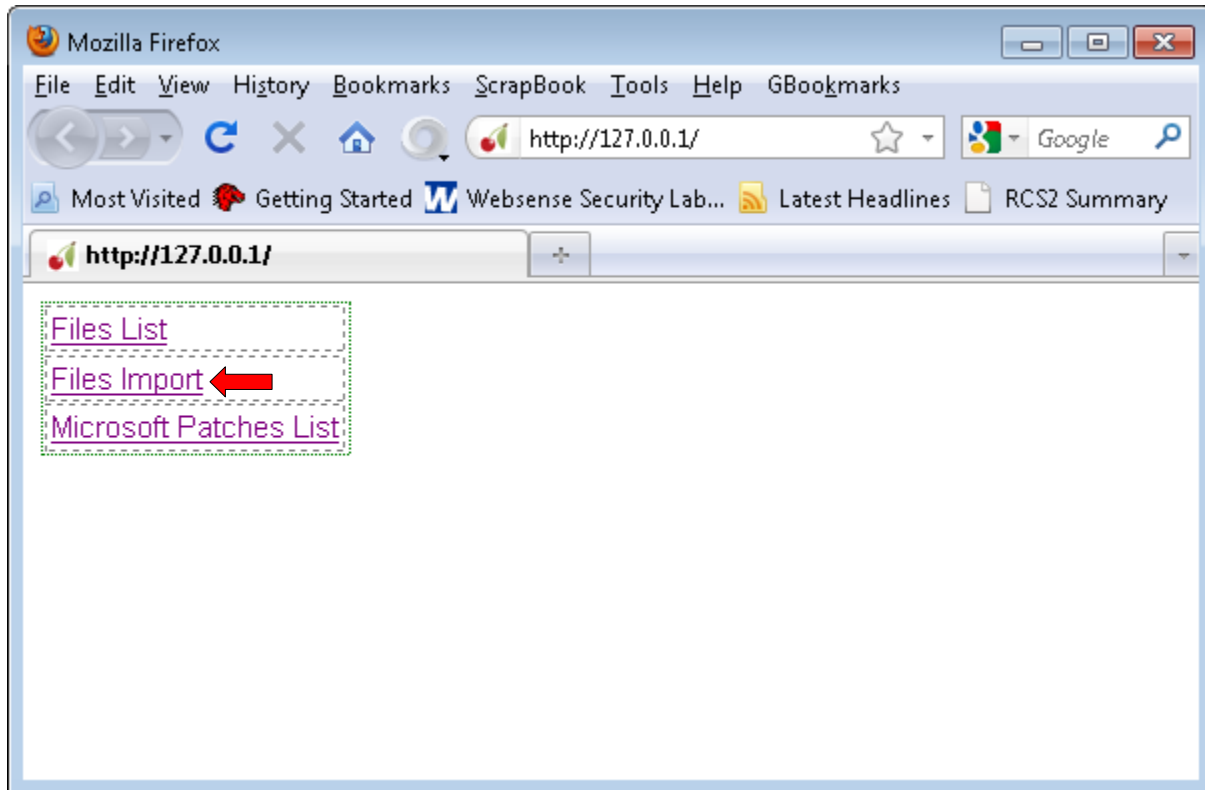 Mozilla Firefox
File Edit View History Bookmarks ScrapBook Tools Help GBookmarks
http://127.0.0.1/ Google
Most Visited Getting Started W Websense Security Lab... Latest Headlines RCS2 Summary
http://127.0.0.1/
Files List
Files Import
Microsoft Patches List